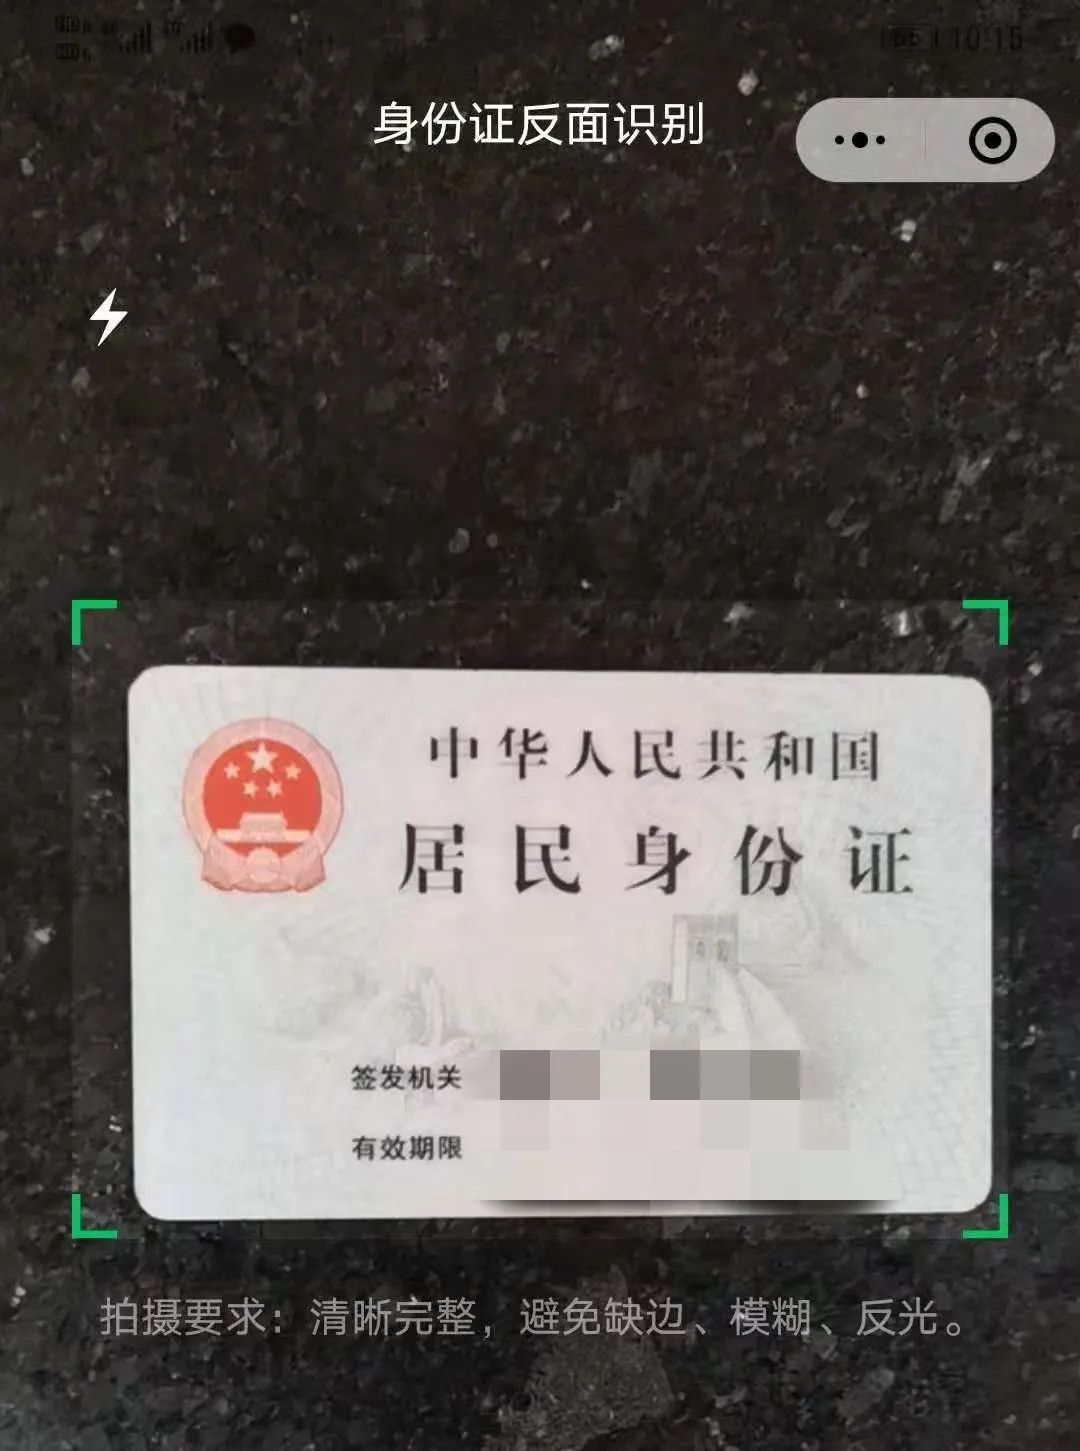 10:15
身份证反面识别
中华人民共和国
居民身份证
签发机关
有效期限
拍摄要求：清晰完整，避免缺边、模糊、反光。